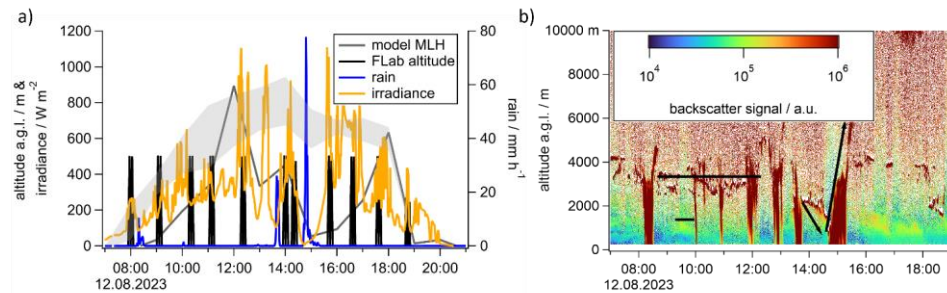 a)
1200
1000
800
600
400
200
0
altitude a.g.l. / m &
irradiance / W m-2
80
60
40
20
0
rain / mm h-1
model MLH
FLab altitude
rain
irradiance
08:00 10:00 12:00 14:00 16:00 18:00 20:00
12.08.2023
b)
10000 m
8000
6000
4000
2000
0
altitude a.g.l. / m
10^4 10^5 10^6
backscatter signal / a.u.
08:00 10:00 12:00 14:00 16:00 18:00
12.08.2023